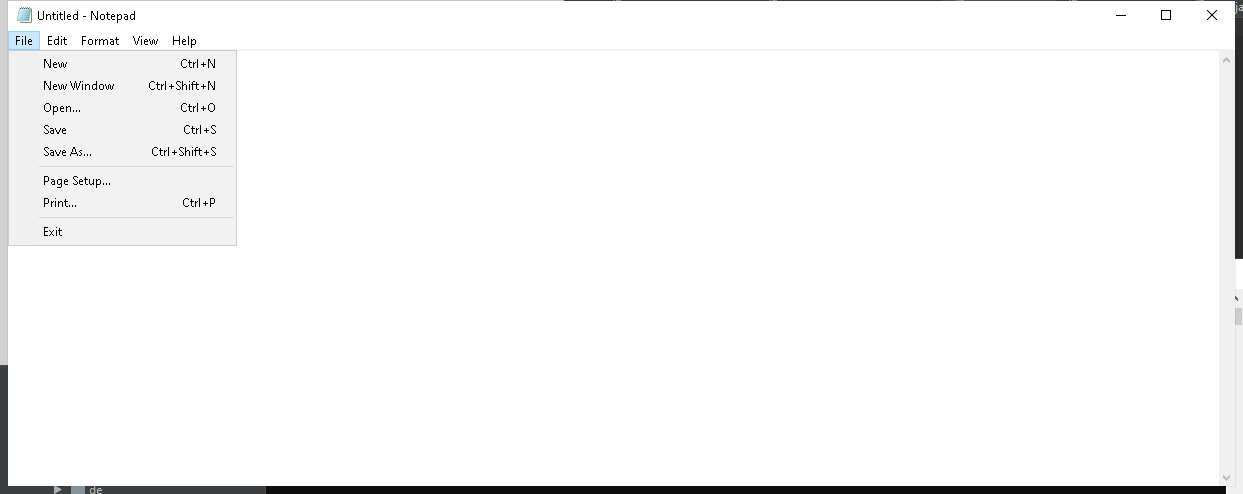 Untitled - Notepad
File Edit Format View Help
New Ctrl+N
New Window Ctrl+Shift+N
Open... Ctrl+O
Save Ctrl+S
Save As... Ctrl+Shift+S
Page Setup...
Print... Ctrl+P
Exit
de